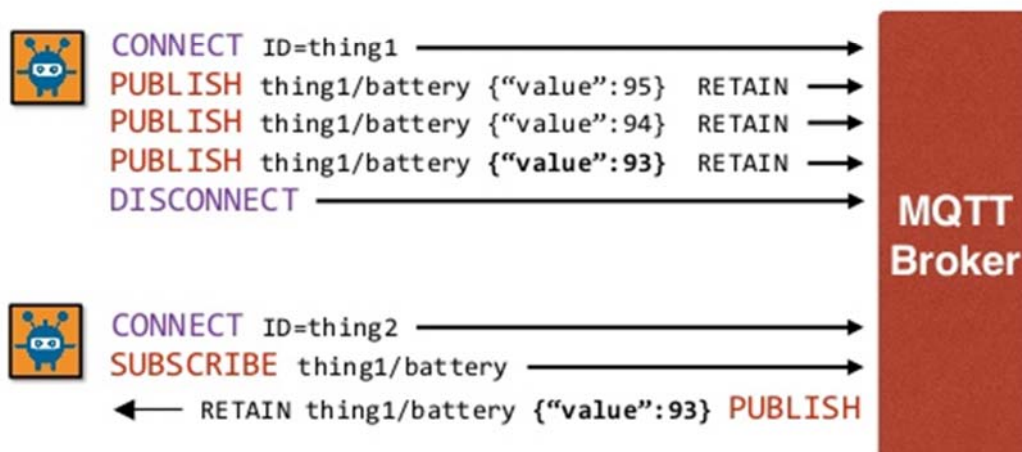 CONNECT ID=thing1
PUBLISH thing1/battery {“value”:95} RETAIN
PUBLISH thing1/battery {“value”:94} RETAIN
PUBLISH thing1/battery {“value”:93} RETAIN
DISCONNECT
MQTT
Broker
CONNECT ID=thing2
SUBSCRIBE thing1/battery
RETAIN thing1/battery {“value”:93} PUBLISH